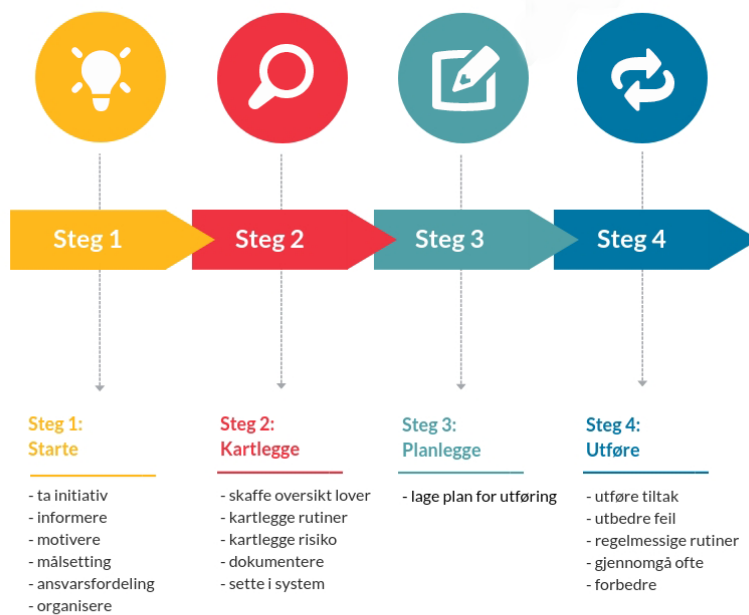 Steg 1
Steg 2
Steg 3
Steg 4
Steg 1:
Starte
- ta initiativ
- informere
- motivere
- målsetting
- ansvarsfordeling
- organisere
Steg 2:
Kartlegge
- skaffe oversikt lover
- kartlegge rutiner
- kartlegge risiko
- dokumentere
- sette i system
Steg 3:
Planlegge
- lage plan for utføring
Steg 4:
Utføre
- utføre tiltak
- utbedre feil
- regelmessige rutiner
- gjennomgå ofte
- forbedre